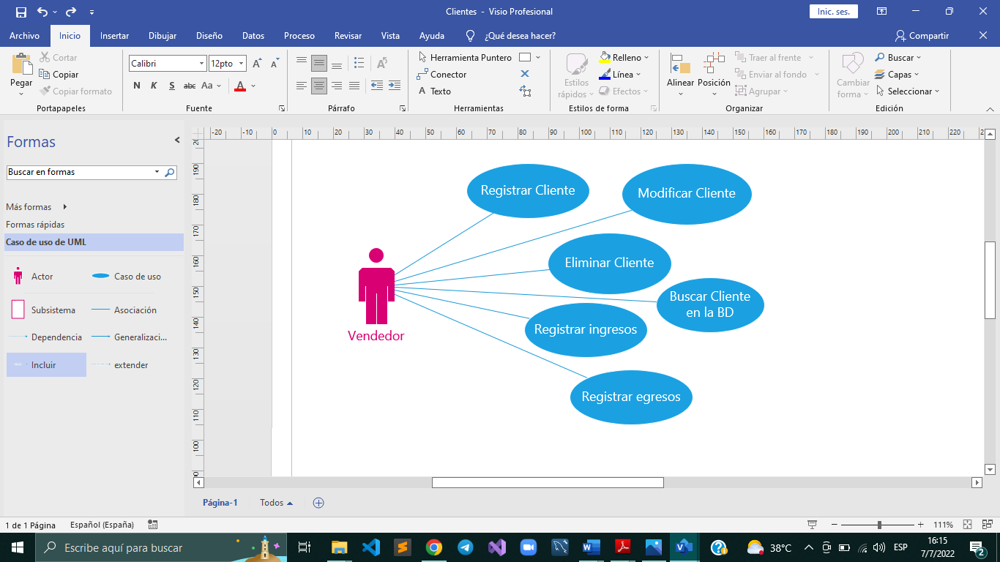 Clientes - Visio Profesional
Inic. ses.
Archivo Inicio Insertar Dibujar Diseño Datos Proceso Revisar Vista Ayuda ¿Qué desea hacer? Compartir
Pegar
Cortar
Copiar
Copiar formato
Portapapeles
Calibri 12pto
N K S abc Aa A
Fuente
Párrafo
Herramienta Puntero
Conector
A Texto
Herramientas
Estilos
rápidos
Relleno
Línea
Efectos
Estilos de forma
Alinear Posición
Traer al frente
Enviar al fondo
Agrupar
Organizar
Cambiar
forma
Buscar
Capas
Seleccionar
Edición
Formas
Buscar en formas
Más formas
Formas rápidas
Caso de uso de UML
Actor Caso de uso
Subsistema Asociación
Dependencia Generalizaci...
Incluir extender
-20 -10 0 10 20 30 40 50 60 70 80 90 100 110 120 130 140 150 160 170 180 190 200 210 220
190
180
170
160
150
140
130
120
110
100
Registrar Cliente
Modificar Cliente
Eliminar Cliente
Buscar Cliente
en la BD
Registrar ingresos
Registrar egresos
Vendedor
Página-1 Todos
1 de 1 Página Español (España) 111%
Escribe aquí para buscar
38°C ESP
16:15
7/7/2022
2